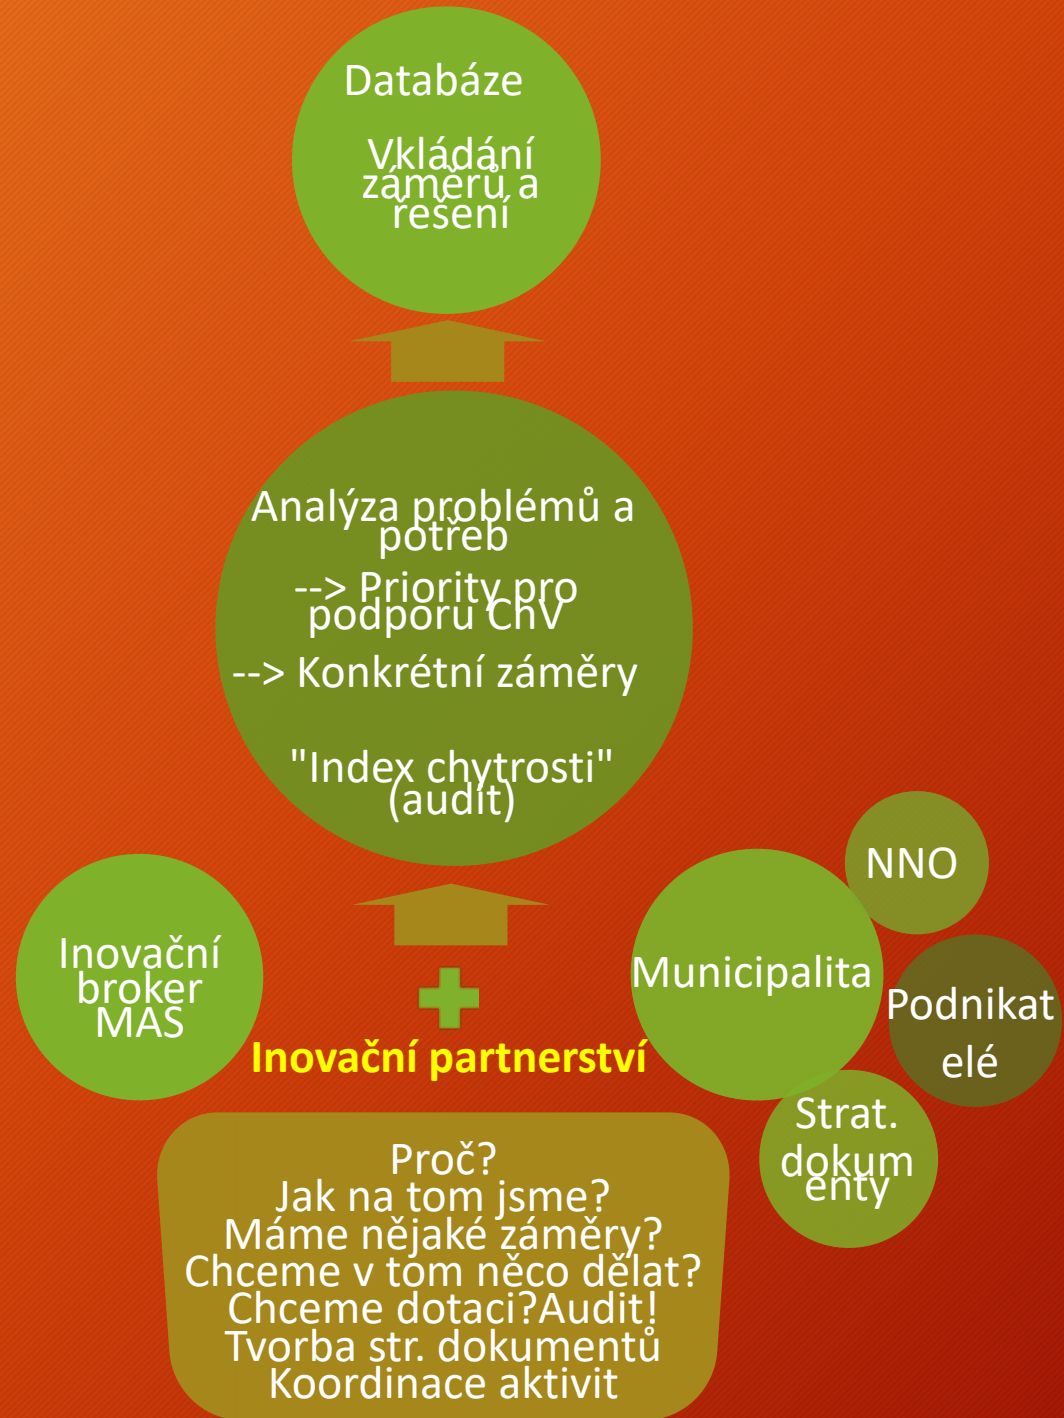 Databáze
Vkládání
záměrů a
řešení
Analýza problémů a
potřeb
--> Priority pro
podporu ChV
--> Konkrétní záměry
"Index chytrosti"
(audit)
NNO
Inovační
broker
MAS
Municipalita
Podnikat
elé
Inovační partnerství
Strat.
dokum
enty
Proč?
Jak na tom jsme?
Máme nějaké záměry?
Chceme v tom něco dělat?
Chceme dotaci?Audit!
Tvorba str. dokumentů
Koordinace aktivit